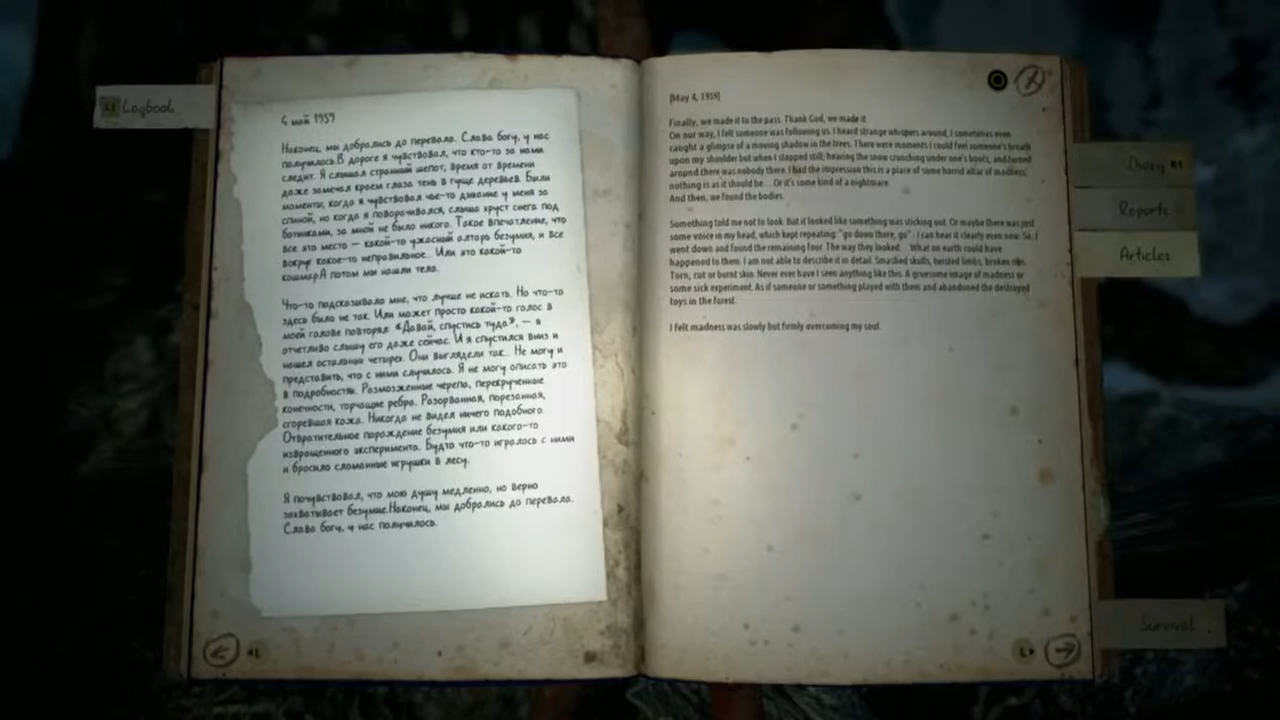 L1 Logbook
4 май 1959
Наконец, мы добрались до перевала. Слава богу, у нас
получилось.В дороге я чувствовал, что кто-то за нами
следит. Я слышал странный шепот, время от времени
даже замечал краем глаза тень в гуще деревьев. Были
моменты, когда я чувствовал чье-то дыхание у меня за
спиной, но когда я поворачивался, слыша хруст снега под
ботинками, за мной не было никого. Такое впечатление, что
все это место — какой-то ужасный алтарь безумия, и все
вокруг какое-то неправильное... Или это какой-то
кошмар.А потом мы нашли тела.
Что-то подсказывало мне, что лучше не искать. Но что-то
здесь было не так. Или может просто какой-то голос в
моей голове повторял: «Давай, спустись туда», — я
отчетливо слышу его даже сейчас. И я спустился вниз и
нашел остальных четырех. Они выглядели так... Не могу и
представить, что с ними случилось. Я не могу описать это
в подробностях. Размозженные черепа, перекрученные
конечности, торчащие ребра. Разорванная, порезанная,
сгоревшая кожа. Никогда не видел ничего подобного.
Отвратительное порождение безумия или какого-то
извращенного эксперимента. Будто что-то игралось с ними
и бросило сломанные игрушки в лесу.
Я почувствовал, что мою душу медленно, но верно
захватывает безумие.Наконец, мы добрались до перевала.
Слава богу, у нас получилось.
L
[May 4, 1959]
Finally, we made it to the pass. Thank God, we made it.
On our way, I felt someone was following us. I heard strange whispers around, I sometimes even
caught a glimpse of a moving shadow in the trees. There were moments I could feel someone's breath
upon my shoulder but when I stopped still; hearing the snow crunching under one's boots, and turned
around there was nobody there. I had the impression this is a place of some horrid altar of madness;
nothing is as it should be... Or it's some kind of a nightmare.
And then, we found the bodies.
Something told me not to look. But it looked like something was sticking out. Or maybe there was just
some voice in my head, which kept repeating: "go down there, go" - I can hear it clearly even now. So, I
went down and found the remaining four. The way they looked... What on earth could have
happened to them. I am not able to describe it in detail. Smashed skulls, twisted limbs, broken ribs.
Torn, cut or burnt skin. Never ever have I seen anything like this. A gruesome image of madness or
some sick experiment. As if someone or something played with them and abandoned the destroyed
toys in the forest.
I felt madness was slowly but firmly overcoming my soul.
L
Diary R1
Reports
Articles
Survival